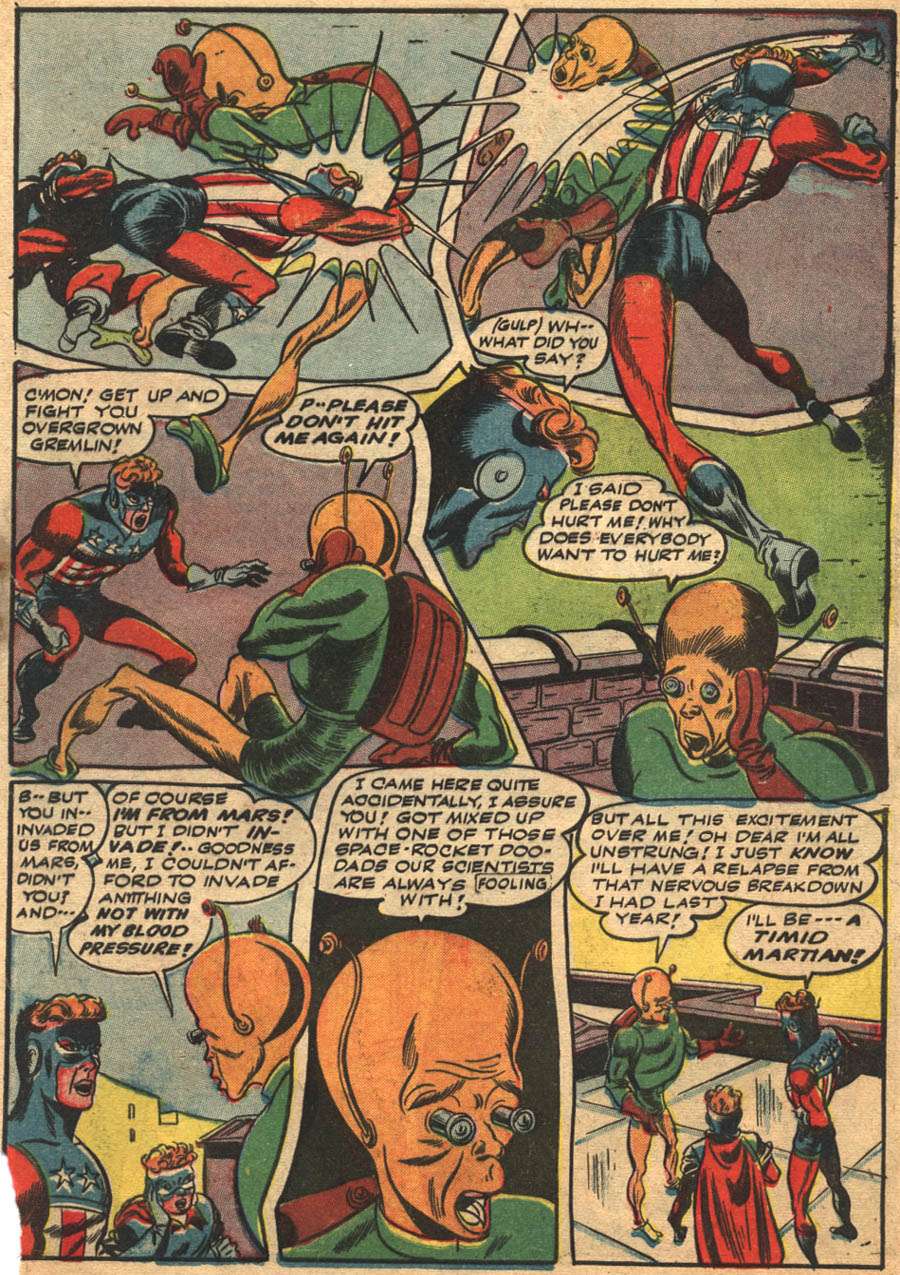 (GULP) WH--
WHAT DID YOU
SAY?
C'MON! GET UP AND
FIGHT YOU
OVERGROWN
GREMLIN!
P--PLEASE
DON'T HIT
ME AGAIN!
I SAID
PLEASE DON'T
HURT ME! WHY
DOES EVERYBODY
WANT TO HURT ME?
B--BUT
YOU IN--
INVADED
US FROM
MARS,
DIDN'T
YOU?
AND---
OF COURSE
I'M FROM MARS!
BUT I DIDN'T IN-
VADE!-- GOODNESS
ME, I COULDN'T AF-
FORD TO INVADE
ANYTHING
NOT WITH
MY BLOOD
PRESSURE!
I CAME HERE QUITE
ACCIDENTALLY, I ASSURE
YOU! GOT MIXED UP
WITH ONE OF THOSE
SPACE-ROCKET DOO-
DADS OUR SCIENTISTS
ARE ALWAYS FOOLING
WITH!
BUT ALL THIS EXCITEMENT
OVER ME! OH DEAR I'M ALL
UNSTRUNG! I JUST KNOW
I'LL HAVE A RELAPSE FROM
THAT NERVOUS BREAKDOWN
I HAD LAST
YEAR!
I'LL BE--- A
TIMID
MARTIAN!